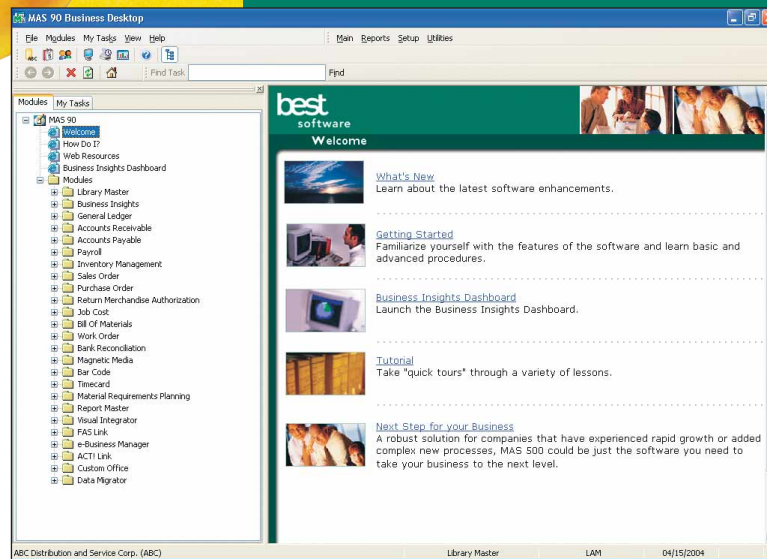 MAS 90 Business Desktop
File Modules My Tasks View Help
Main Reports Setup Utilities
ABC
Find Task
Find
Modules My Tasks
MAS 90
Welcome
How Do I?
Web Resources
Business Insights Dashboard
Modules
Library Master
Business Insights
General Ledger
Accounts Receivable
Accounts Payable
Payroll
Inventory Management
Sales Order
Purchase Order
Return Merchandise Authorization
Job Cost
Bill Of Materials
Work Order
Bank Reconciliation
Magnetic Media
Bar Code
Timecard
Material Requirements Planning
Report Master
Visual Integrator
FAS Link
e-Business Manager
ACT! Link
Custom Office
Data Migrator
best
software
Welcome
What's New
Learn about the latest software enhancements.
Getting Started
Familiarize yourself with the features of the software and learn basic and
advanced procedures.
Business Insights Dashboard
Launch the Business Insights Dashboard.
Tutorial
Take "quick tours" through a variety of lessons.
Next Step for your Business
A robust solution for companies that have experienced rapid growth or added
complex new processes, MAS 500 could be just the software you need to
take your business to the next level.
ABC Distribution and Service Corp. (ABC)
Library Master
LAM
04/15/2004